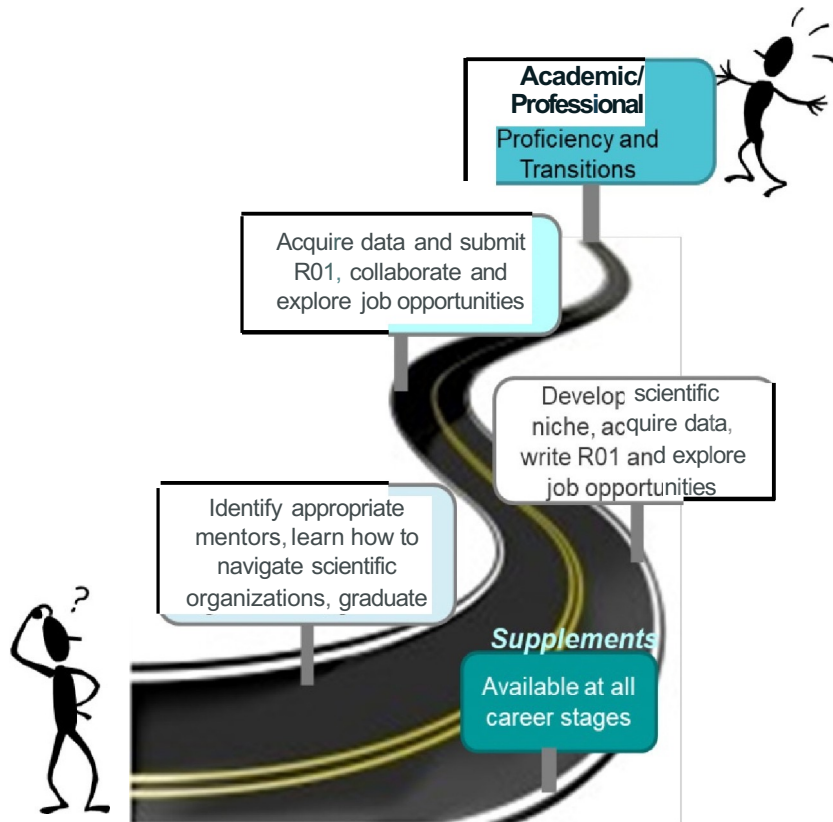 Academic/
Professional
Proficiency and
Transitions
Acquire data and submit
R01, collaborate and
explore job opportunities
Develop scientific
niche, acquire data,
write R01 and explore
job opportunities
Identify appropriate
mentors, learn how to
navigate scientific
organizations, graduate
?
Supplements
Available at all
career stages